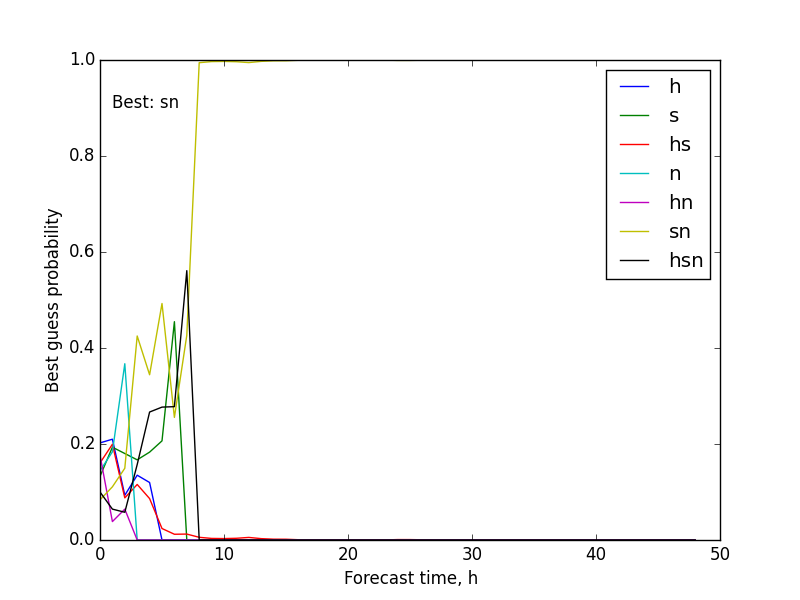 1.0
0.8
0.6
0.4
0.2
0.0
Best guess probability
Best: sn
h
s
hs
n
hn
sn
hsn
0 10 20 30 40 50
Forecast time, h